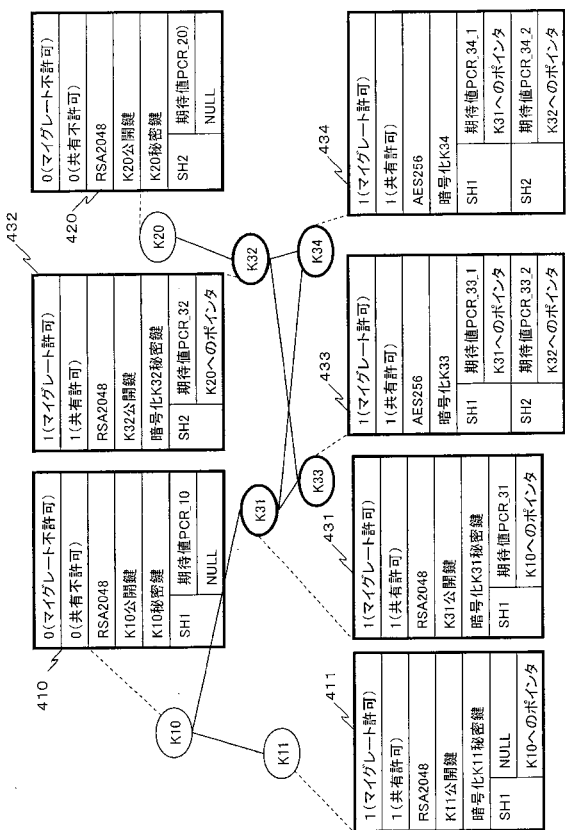 410
0(マイグレート不許可)
0(共有不許可)
RSA2048
K10公開鍵
K10秘密鍵
SH1
期待値PCR_10
NULL
432
1(マイグレート許可)
1(共有許可)
RSA2048
K32公開鍵
暗号化K32秘密鍵
SH2
期待値PCR_32
K20へのポインタ
420
0(マイグレート不許可)
0(共有不許可)
RSA2048
K20公開鍵
K20秘密鍵
SH2
期待値PCR_20)
NULL
K10
K11
K31
K33
K20
K32
K34
411
1(マイグレート許可)
1(共有許可)
RSA2048
K11公開鍵
暗号化K11秘密鍵
SH1
NULL
K10へのポインタ
431
1(マイグレート許可)
1(共有許可)
RSA2048
K31公開鍵
暗号化K31秘密鍵
SH1
期待値PCR_31
K10へのポインタ
433
1(マイグレート許可)
1(共有許可)
AES256
暗号化K33
SH1
期待値PCR_33_1
K31へのポインタ
SH2
期待値PCR_33_2
K32へのポインタ
434
1(マイグレート許可)
1(共有許可)
AES256
暗号化K34
SH1
期待値PCR_34_1
K31へのポインタ
SH2
期待値PCR_34_2
K32へのポインタ